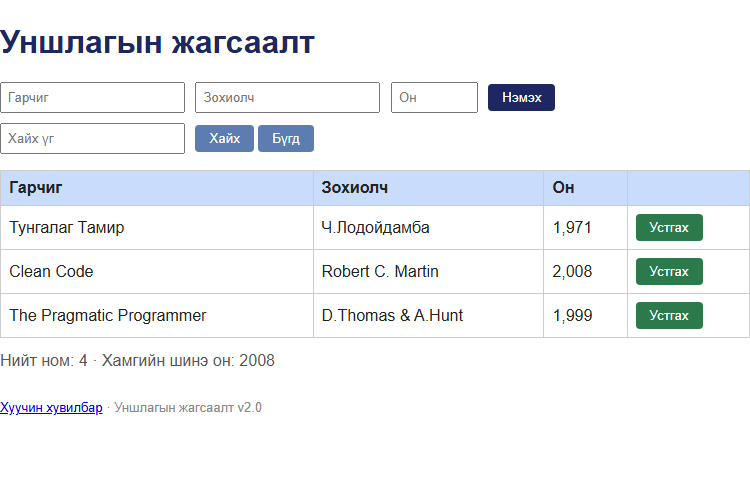 Уншлагын жагсаалт
Гарчиг Зохиолч Он Нэмэх
Хайх үг Хайх Бүгд
Гарчиг Зохиолч Он
Тунгалаг Тамир Ч.Лодойдамба 1,971 Устгах
Clean Code Robert C. Martin 2,008 Устгах
The Pragmatic Programmer D.Thomas & A.Hunt 1,999 Устгах
Нийт ном: 4 · Хамгийн шинэ он: 2008
Хуучин хувилбар · Уншлагын жагсаалт v2.0